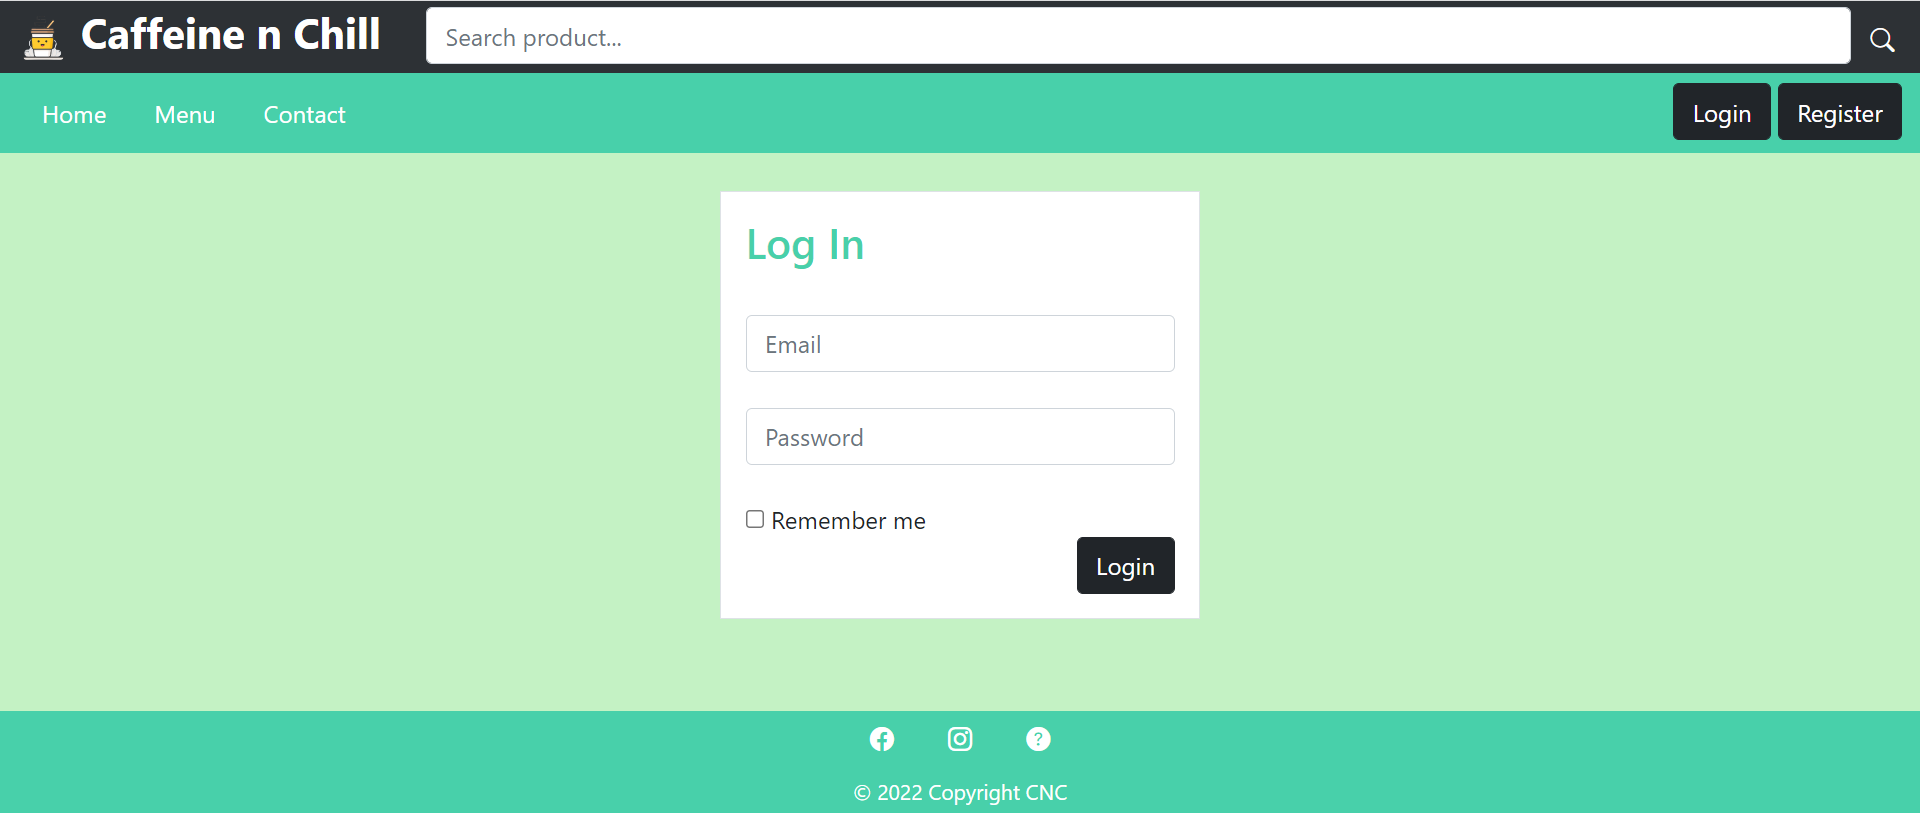 Caffeine n Chill
Search product...
Home Menu Contact Login Register
Log In
Email
Password
Remember me
Login
© 2022 Copyright CNC